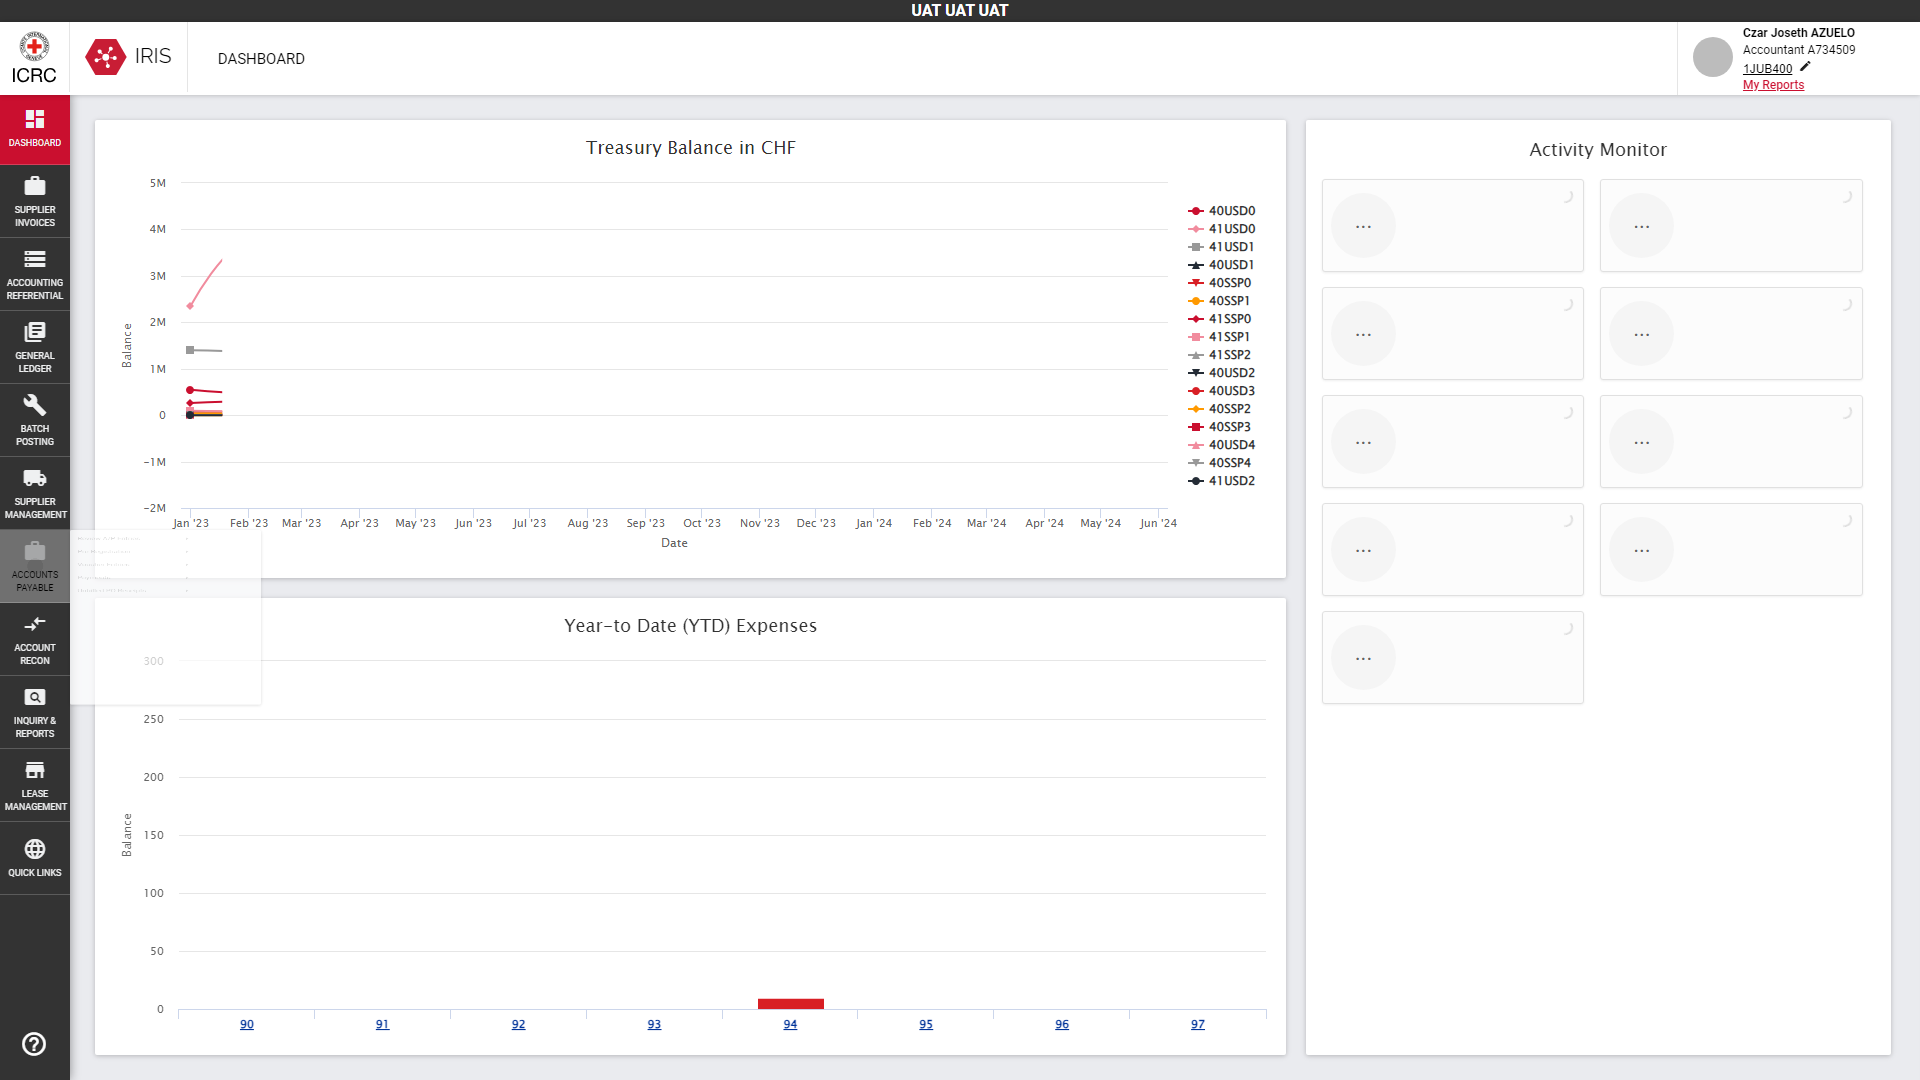 UAT UAT UAT
ICRC
IRIS
DASHBOARD
Czar Joseth AZUELO
Accountant A734509
1JUB400
My Reports
DASHBOARD
SUPPLIER
INVOICES
ACCOUNTING
REFERENTIAL
GENERAL
LEDGER
BATCH
POSTING
SUPPLIER
MANAGEMENT
ACCOUNTS
PAYABLE
ACCOUNT
RECON
INQUIRY &
REPORTS
LEASE
MANAGEMENT
QUICK LINKS
Treasury Balance in CHF
Balance
5M
4M
3M
2M
1M
0
-1M
-2M
Jan '23 Feb '23 Mar '23 Apr '23 May '23 Jun '23 Jul '23 Aug '23 Sep '23 Oct '23 Nov '23 Dec '23 Jan '24 Feb '24 Mar '24 Apr '24 May '24 Jun '24
Date
40USD0
41USD0
41USD1
40USD1
40SSP0
40SSP1
41SSP0
41SSP1
41SSP2
40USD2
40USD3
40SSP2
40SSP3
40USD4
40SSP4
41USD2
Year-to Date (YTD) Expenses
Balance
300
250
200
150
100
50
0
90 91 92 93 94 95 96 97
Activity Monitor
... ...
... ...
... ...
... ...
...